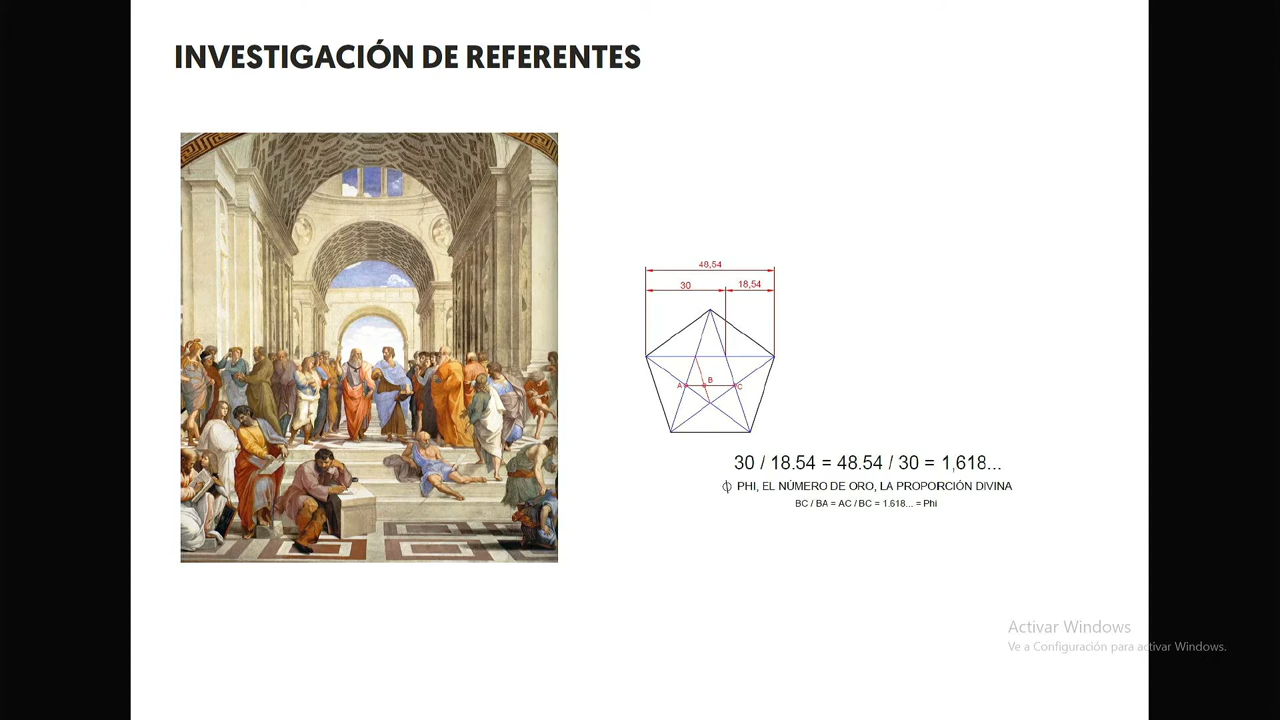 INVESTIGACIÓN DE REFERENTES
48,54
30
18,54
A
B
C
30 / 18.54 = 48.54 / 30 = 1,618...
ϕ PHI, EL NÚMERO DE ORO, LA PROPORCIÓN DIVINA
BC / BA = AC / BC = 1.618... = Phi
Activar Windows
Ve a Configuración para activar Windows.